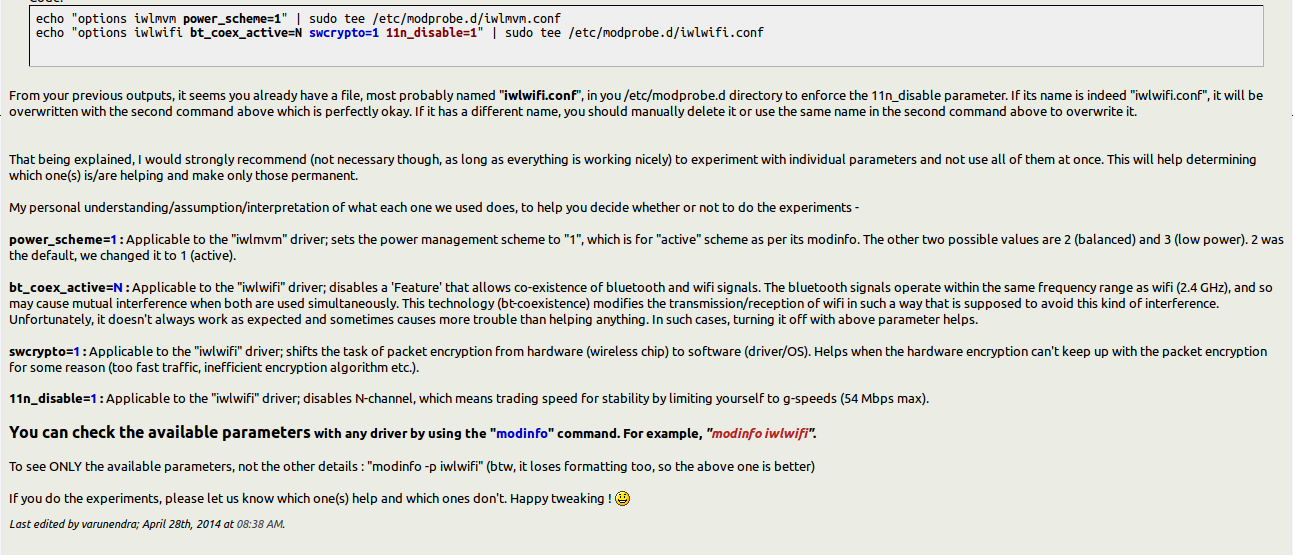 Code:
echo "options iwlmvm power_scheme=1" | sudo tee /etc/modprobe.d/iwlmvm.conf
echo "options iwlwifi bt_coex_active=N swcrypto=1 11n_disable=1" | sudo tee /etc/modprobe.d/iwlwifi.conf
From your previous outputs, it seems you already have a file, most probably named "iwlwifi.conf", in you /etc/modprobe.d directory to enforce the 11n_disable parameter. If its name is indeed "iwlwifi.conf", it will be
overwritten with the second command above which is perfectly okay. If it has a different name, you should manually delete it or use the same name in the second command above to overwrite it.
That being explained, I would strongly recommend (not necessary though, as long as everything is working nicely) to experiment with individual parameters and not use all of them at once. This will help determining
which one(s) is/are helping and make only those permanent.
My personal understanding/assumption/interpretation of what each one we used does, to help you decide whether or not to do the experiments -
power_scheme=1 : Applicable to the "iwlmvm" driver; sets the power management scheme to "1", which is for "active" scheme as per its modinfo. The other two possible values are 2 (balanced) and 3 (low power). 2 was
the default, we changed it to 1 (active).
bt_coex_active=N : Applicable to the "iwlwifi" driver; disables a 'Feature' that allows co-existence of bluetooth and wifi signals. The bluetooth signals operate within the same frequency range as wifi (2.4 GHz), and so
may cause mutual interference when both are used simultaneously. This technology (bt-coexistence) modifies the transmission/reception of wifi in such a way that is supposed to avoid this kind of interference.
Unfortunately, it doesn't always work as expected and sometimes causes more trouble than helping anything. In such cases, turning it off with above parameter helps.
swcrypto=1 : Applicable to the "iwlwifi" driver; shifts the task of packet encryption from hardware (wireless chip) to software (driver/OS). Helps when the hardware encryption can't keep up with the packet encryption
for some reason (too fast traffic, inefficient encryption algorithm etc.).
11n_disable=1 : Applicable to the "iwlwifi" driver; disables N-channel, which means trading speed for stability by limiting yourself to g-speeds (54 Mbps max).
You can check the available parameters with any driver by using the "modinfo" command. For example, "modinfo iwlwifi".
To see ONLY the available parameters, not the other details : "modinfo -p iwlwifi" (btw, it loses formatting too, so the above one is better)
If you do the experiments, please let us know which one(s) help and which ones don't. Happy tweaking !
Last edited by varunendra; April 28th, 2014 at 08:38 AM.